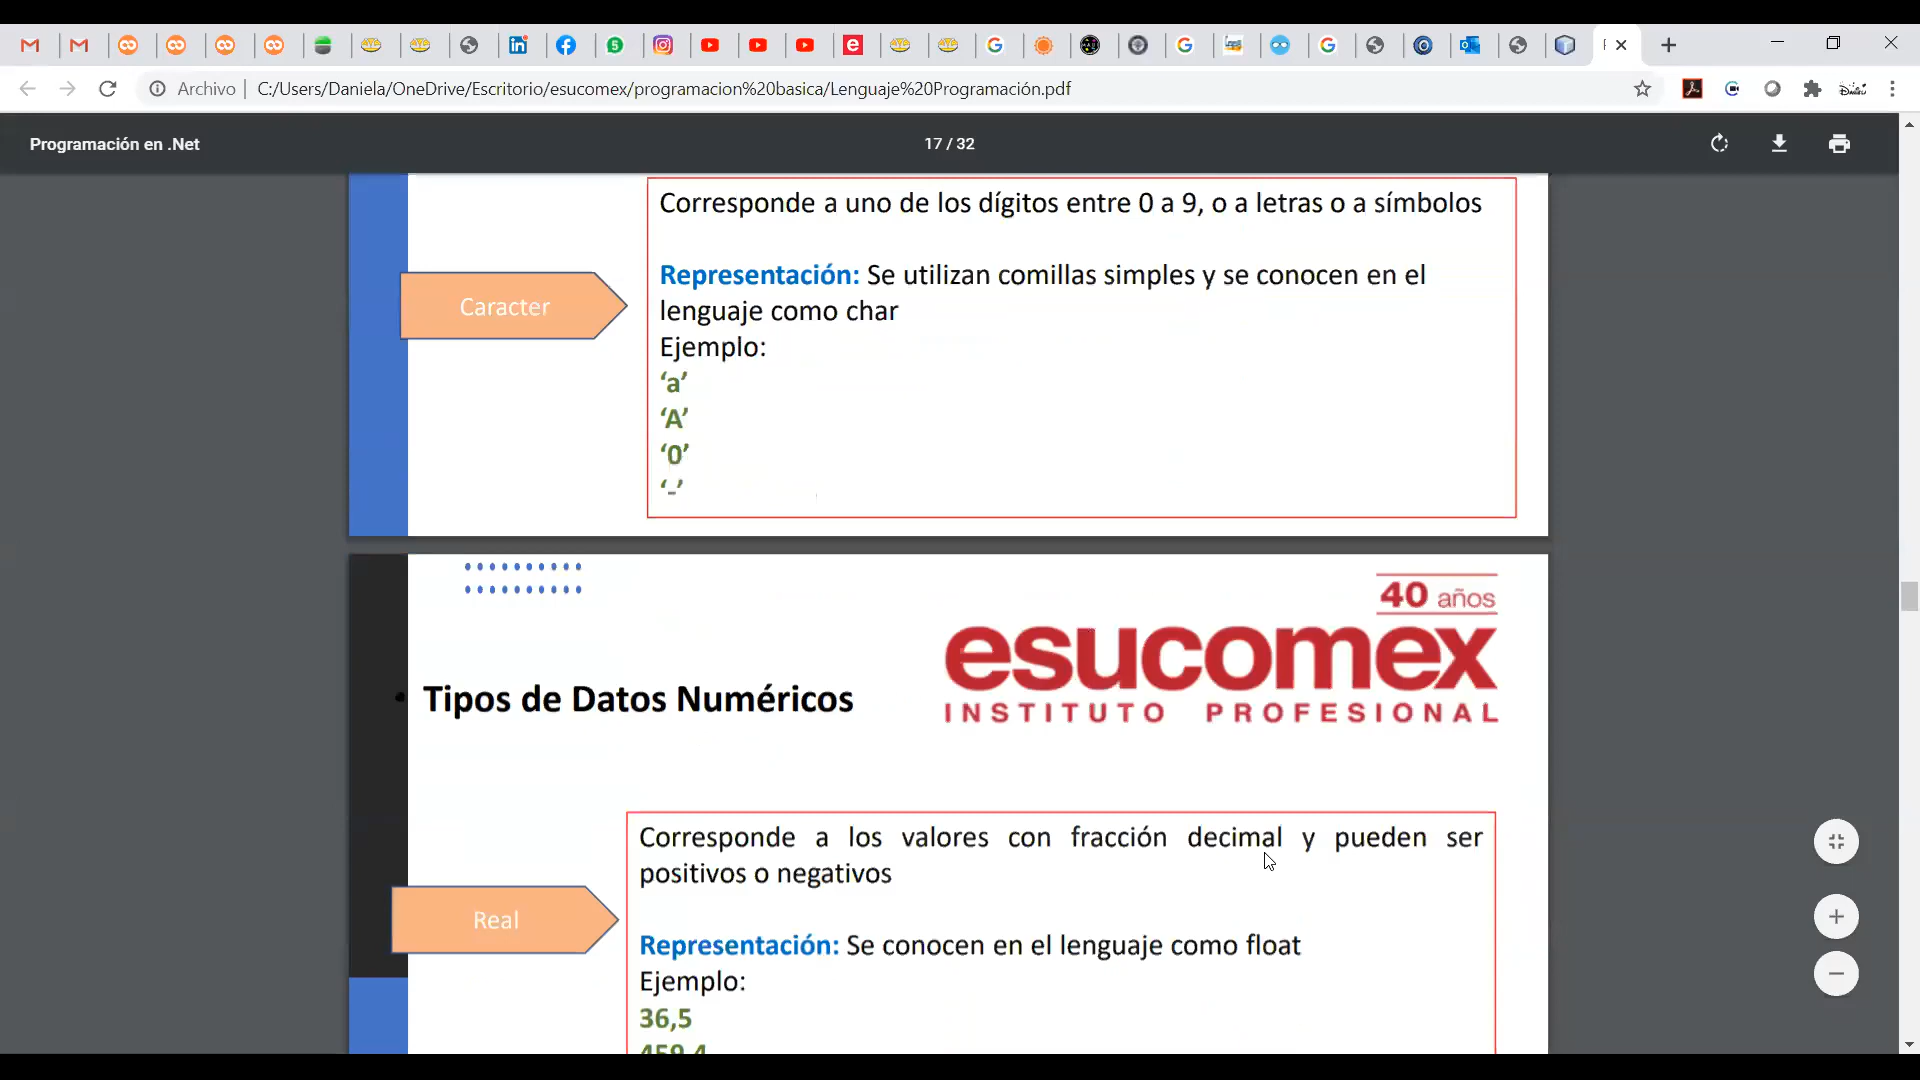 Archivo
C:/Users/Daniela/OneDrive/Escritorio/esucomex/programacion%20basica/Lenguaje%20Programación.pdf
Programación en .Net
17 / 32
Corresponde a uno de los dígitos entre 0 a 9, o a letras o a símbolos
Caracter
Representación: Se utilizan comillas simples y se conocen en el
lenguaje como char
Ejemplo:
‘a’
‘A’
‘0’
‘-’
40 años
esucomex
INSTITUTO PROFESIONAL
• Tipos de Datos Numéricos
Corresponde a los valores con fracción decimal y pueden ser
positivos o negativos
Real
Representación: Se conocen en el lenguaje como float
Ejemplo:
36,5
459,4